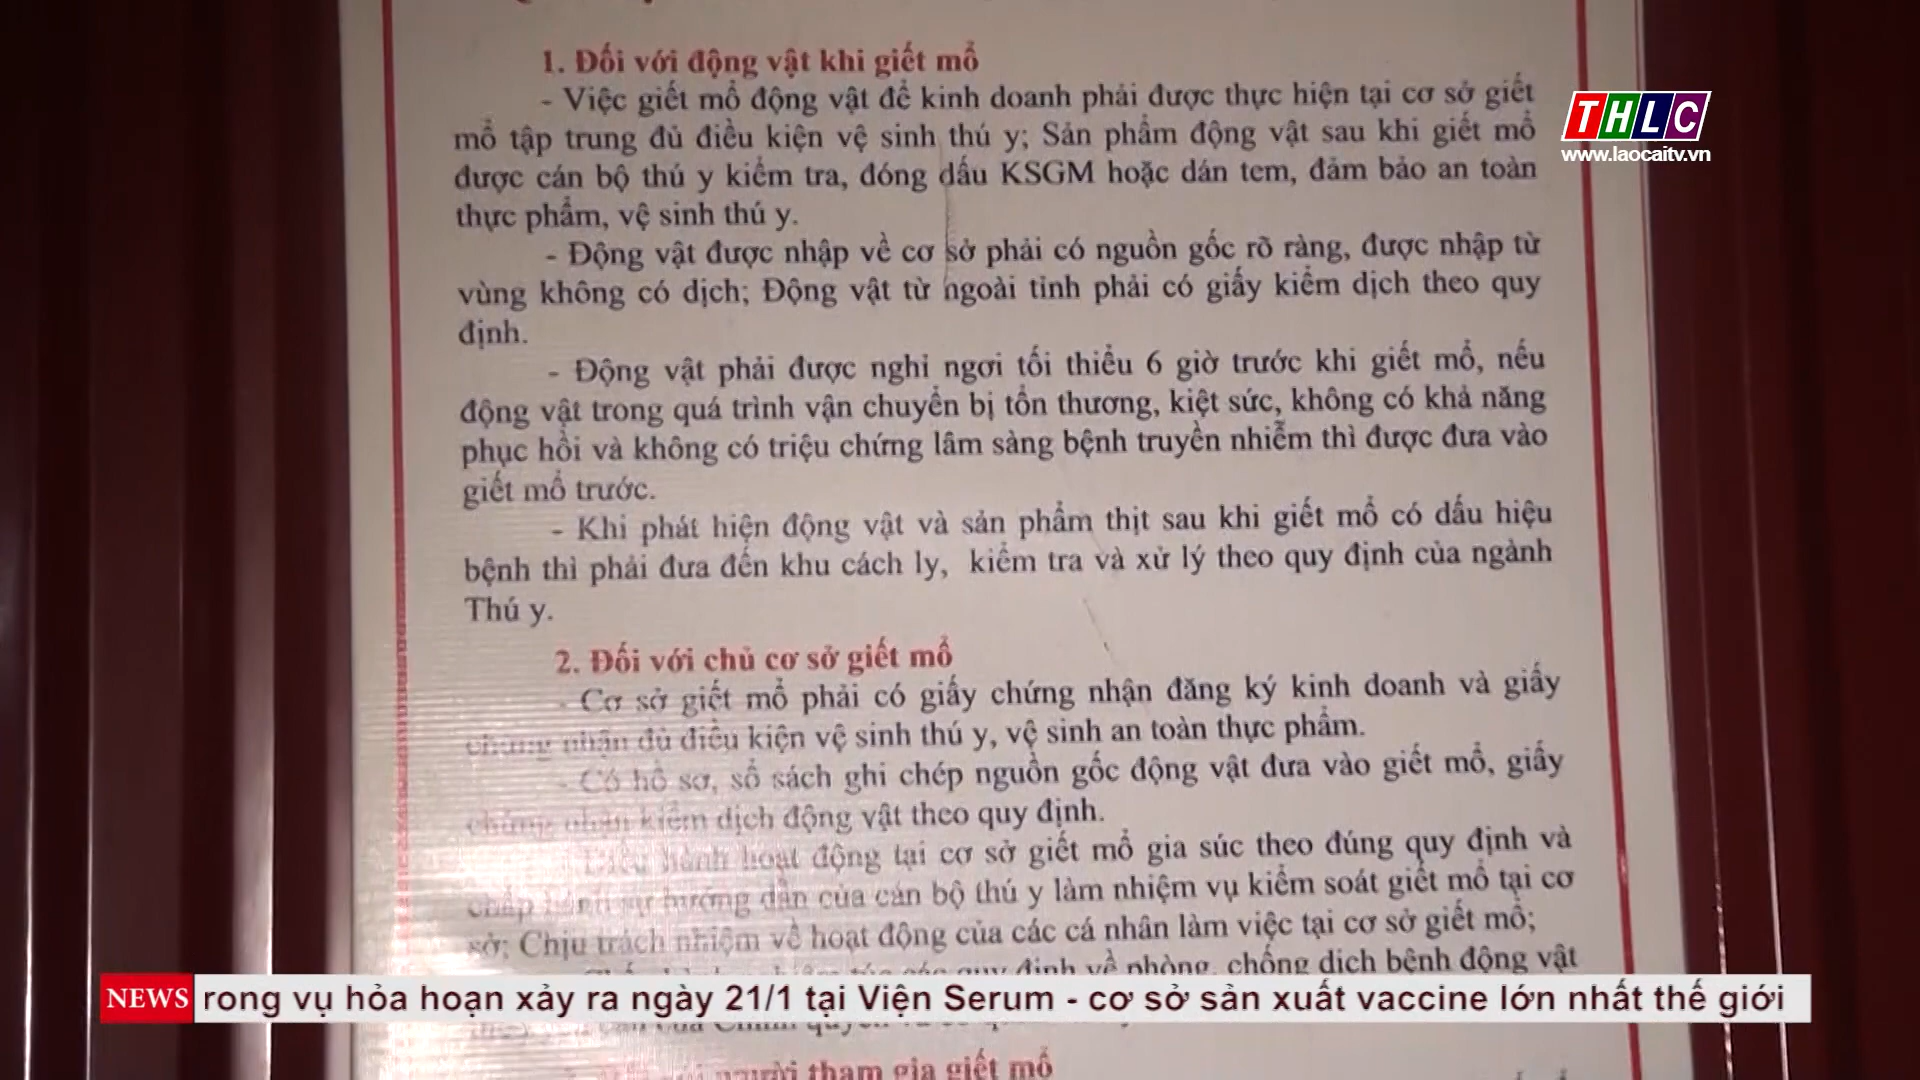 1. Đối với động vật khi giết mổ
- Việc giết mổ động vật để kinh doanh phải được thực hiện tại cơ sở giết
mổ tập trung đủ điều kiện vệ sinh thú y; Sản phẩm động vật sau khi giết mổ
được cán bộ thú y kiểm tra, đóng dấu KSGM hoặc dán tem, đảm bảo an toàn
thực phẩm, vệ sinh thú y.
- Động vật được nhập về cơ sở phải có nguồn gốc rõ ràng, được nhập từ
vùng không có dịch; Động vật từ ngoài tỉnh phải có giấy kiểm dịch theo quy
định.
- Động vật phải được nghỉ ngơi tối thiểu 6 giờ trước khi giết mổ, nếu
động vật trong quá trình vận chuyển bị tổn thương, kiệt sức, không có khả năng
phục hồi và không có triệu chứng lâm sàng bệnh truyền nhiễm thì được đưa vào
giết mổ trước.
- Khi phát hiện động vật và sản phẩm thịt sau khi giết mổ có dấu hiệu
bệnh thì phải đưa đến khu cách ly, kiểm tra và xử lý theo quy định của ngành
Thú y.
2. Đối với chủ cơ sở giết mổ
- Cơ sở giết mổ phải có giấy chứng nhận đăng ký kinh doanh và giấy
chứng nhận đủ điều kiện vệ sinh thú y, vệ sinh an toàn thực phẩm.
- Có hồ sơ, sổ sách ghi chép nguồn gốc động vật đưa vào giết mổ, giấy
chứng nhận kiểm dịch động vật theo quy định.
hành hoạt động tại cơ sở giết mổ gia súc theo đúng quy định và
sự hướng dẫn của cán bộ thú y làm nhiệm vụ kiểm soát giết mổ tại cơ
sở; Chịu trách nhiệm về hoạt động của các cá nhân làm việc tại cơ sở giết mổ;
quy định về phòng, chống dịch bệnh động vật
người tham gia giết mổ
THLC
www.laocaitv.vn
NEWS rong vụ hỏa hoạn xảy ra ngày 21/1 tại Viện Serum - cơ sở sản xuất vaccine lớn nhất thế giới